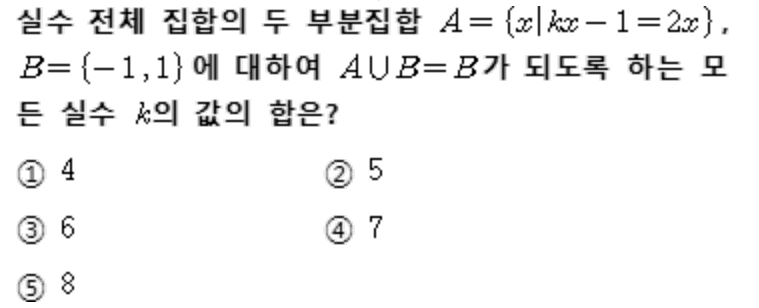 실수 전체 집합의 두 부분집합 A={x|kx−1=2x},
B={−1,1}에 대하여 A∪B=B가 되도록 하는 모
든 실수 k의 값의 합은?
① 4 ② 5
③ 6 ④ 7
⑤ 8